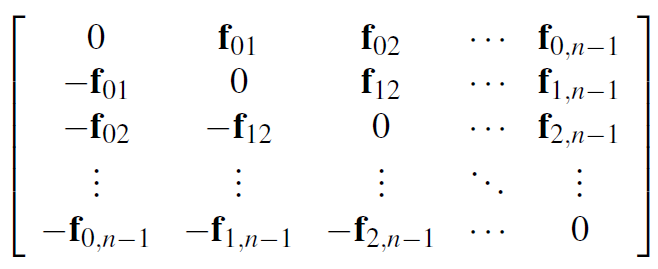 0 f₀₁ f₀₂ ⋯ f₀,ₙ₋₁
−f₀₁ 0 f₁₂ ⋯ f₁,ₙ₋₁
−f₀₂ −f₁₂ 0 ⋯ f₂,ₙ₋₁
⋮ ⋮ ⋮ ⋱ ⋮
−f₀,ₙ₋₁ −f₁,ₙ₋₁ −f₂,ₙ₋₁ ⋯ 0